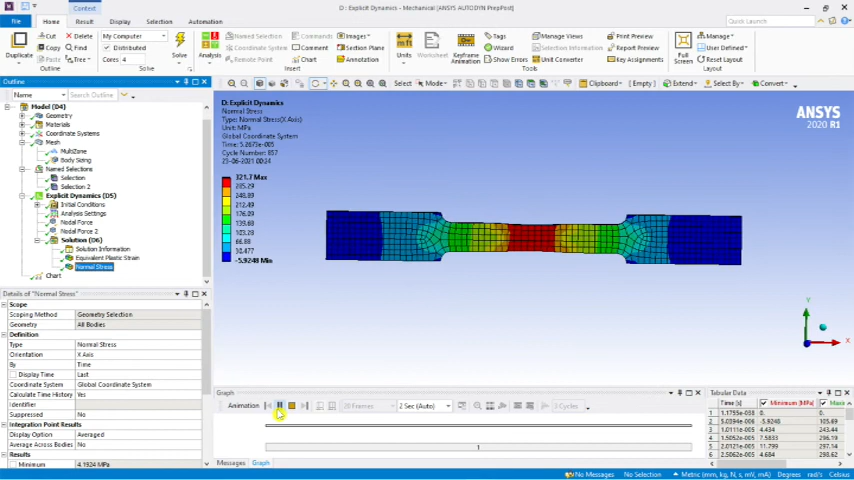 Context
D: Explicit Dynamics - Mechanical [ANSYS AUTODYN PrepPost]
File
Home
Result
Display
Selection
Automation
Quick Launch
Duplicate
Cut
Delete
Copy
Find
Paste
Tree
Outline
My Computer
Distributed
Cores 4
Solve
Solve
Analysis
Named Selection
Coordinate System
Remote Point
Commands
Comment
Chart
Images
Section Plane
Annotation
Insert
Units
Worksheet
Keyframe Animation
Tags
Wizard
Show Errors
Manage Views
Selection Information
Unit Converter
Print Preview
Report Preview
Key Assignments
Tools
Full Screen
Manage
User Defined
Reset Layout
Layout
Outline
Name
Search Outline
Select
Mode
Clipboard
[ Empty ]
Extend
Select By
Convert
Model (D4)
Geometry
Materials
Coordinate Systems
Mesh
MultiZone
Body Sizing
Named Selections
Selection
Selection 2
Explicit Dynamics (D5)
Initial Conditions
Analysis Settings
Nodal Force
Nodal Force 2
Solution (D6)
Solution Information
Equivalent Plastic Strain
Normal Stress
Chart
D: Explicit Dynamics
Normal Stress
Type: Normal Stress(X Axis)
Unit: MPa
Global Coordinate System
Cycle Number: 857
23-06-2021 00:24
321.7 Max
285.29
248.89
212.49
176.09
139.68
103.28
66.88
30.477
-5.9248 Min
ANSYS
2020 R1
Y
X
Details of "Normal Stress"
Scope
Scoping Method Geometry Selection
Geometry All Bodies
Definition
Type Normal Stress
Orientation X Axis
By Time
Display Time Last
Coordinate System Global Coordinate System
Calculate Time History Yes
Identifier
Suppressed No
Integration Point Results
Display Option Averaged
Average Across Bodies No
Results
Minimum 4.1924 MPa
Graph
Animation
20 Frames
2 Sec (Auto)
3 Cycles
1
Messages
Graph
Tabular Data
Time [s]
Minimum [MPa]
1 1.1755e-038 0. 0.
2 5.0394e-006 -5.9248 105.69
3 1.0111e-005 4.434 243.44
4 1.5052e-005 7.5833 296.19
5 2.0121e-005 11.799 297.14
6 2.5062e-005 4.684 298.62
No Messages
No Selection
Metric (mm, kg, N, s, mV, mA)
Degrees
rad/s
Celsius